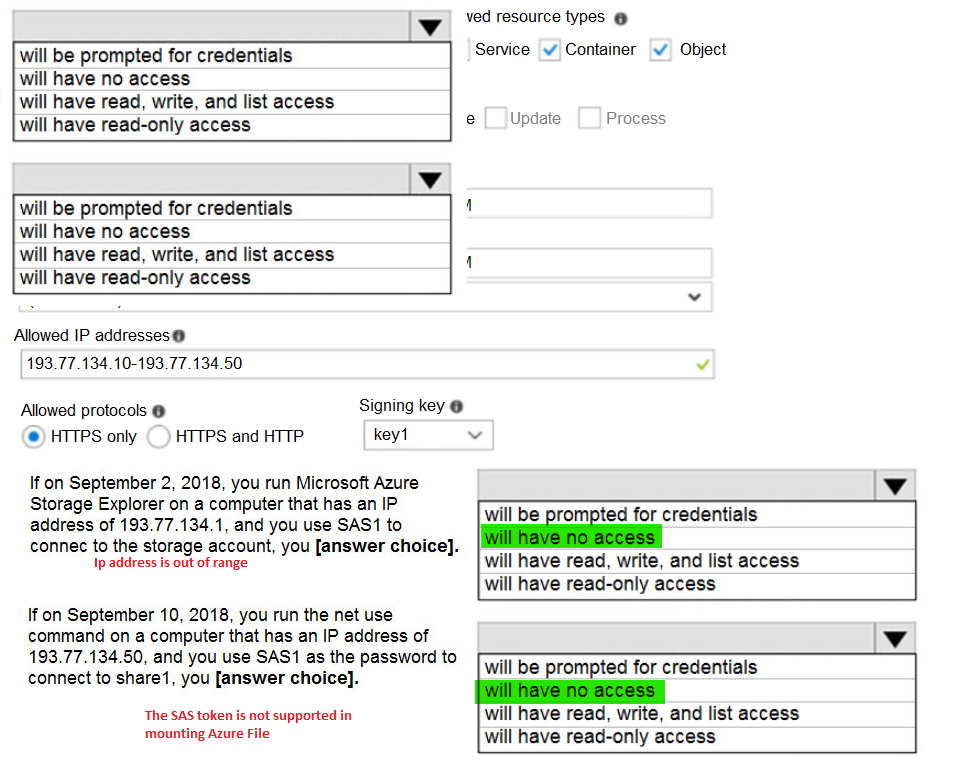 will be prompted for credentials
will have no access
will have read, write, and list access
will have read-only access
wed resource types
Service Container Object
e Update Process
will be prompted for credentials
will have no access
will have read, write, and list access
will have read-only access
Allowed IP addresses
193.77.134.10-193.77.134.50
Allowed protocols
HTTPS only HTTPS and HTTP
Signing key
key1
If on September 2, 2018, you run Microsoft Azure
Storage Explorer on a computer that has an IP
address of 193.77.134.1, and you use SAS1 to
connec to the storage account, you [answer choice].
Ip address is out of range
will be prompted for credentials
will have no access
will have read, write, and list access
will have read-only access
If on September 10, 2018, you run the net use
command on a computer that has an IP address of
193.77.134.50, and you use SAS1 as the password to
connect to share1, you [answer choice].
The SAS token is not supported in
mounting Azure File
will be prompted for credentials
will have no access
will have read, write, and list access
will have read-only access